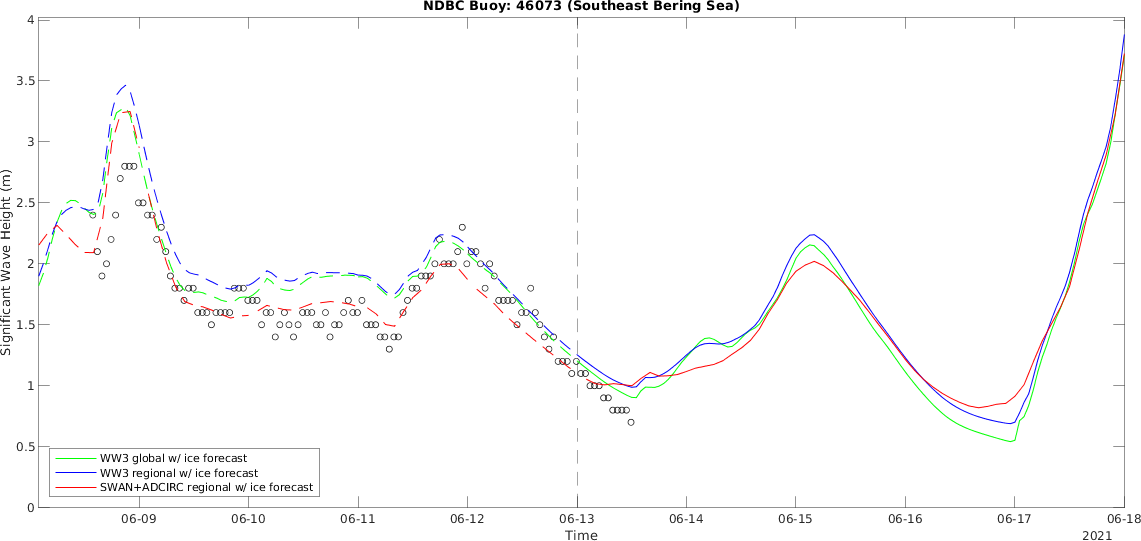 NDBC Buoy: 46073 (Southeast Bering Sea)
Significant Wave Height (m)
4
3.5
3
2.5
2
1.5
1
0.5
0
WW3 global w/ ice forecast
WW3 regional w/ ice forecast
SWAN+ADCIRC regional w/ ice forecast
06-09 06-10 06-11 06-12 06-13 06-14 06-15 06-16 06-17 06-18
Time
2021